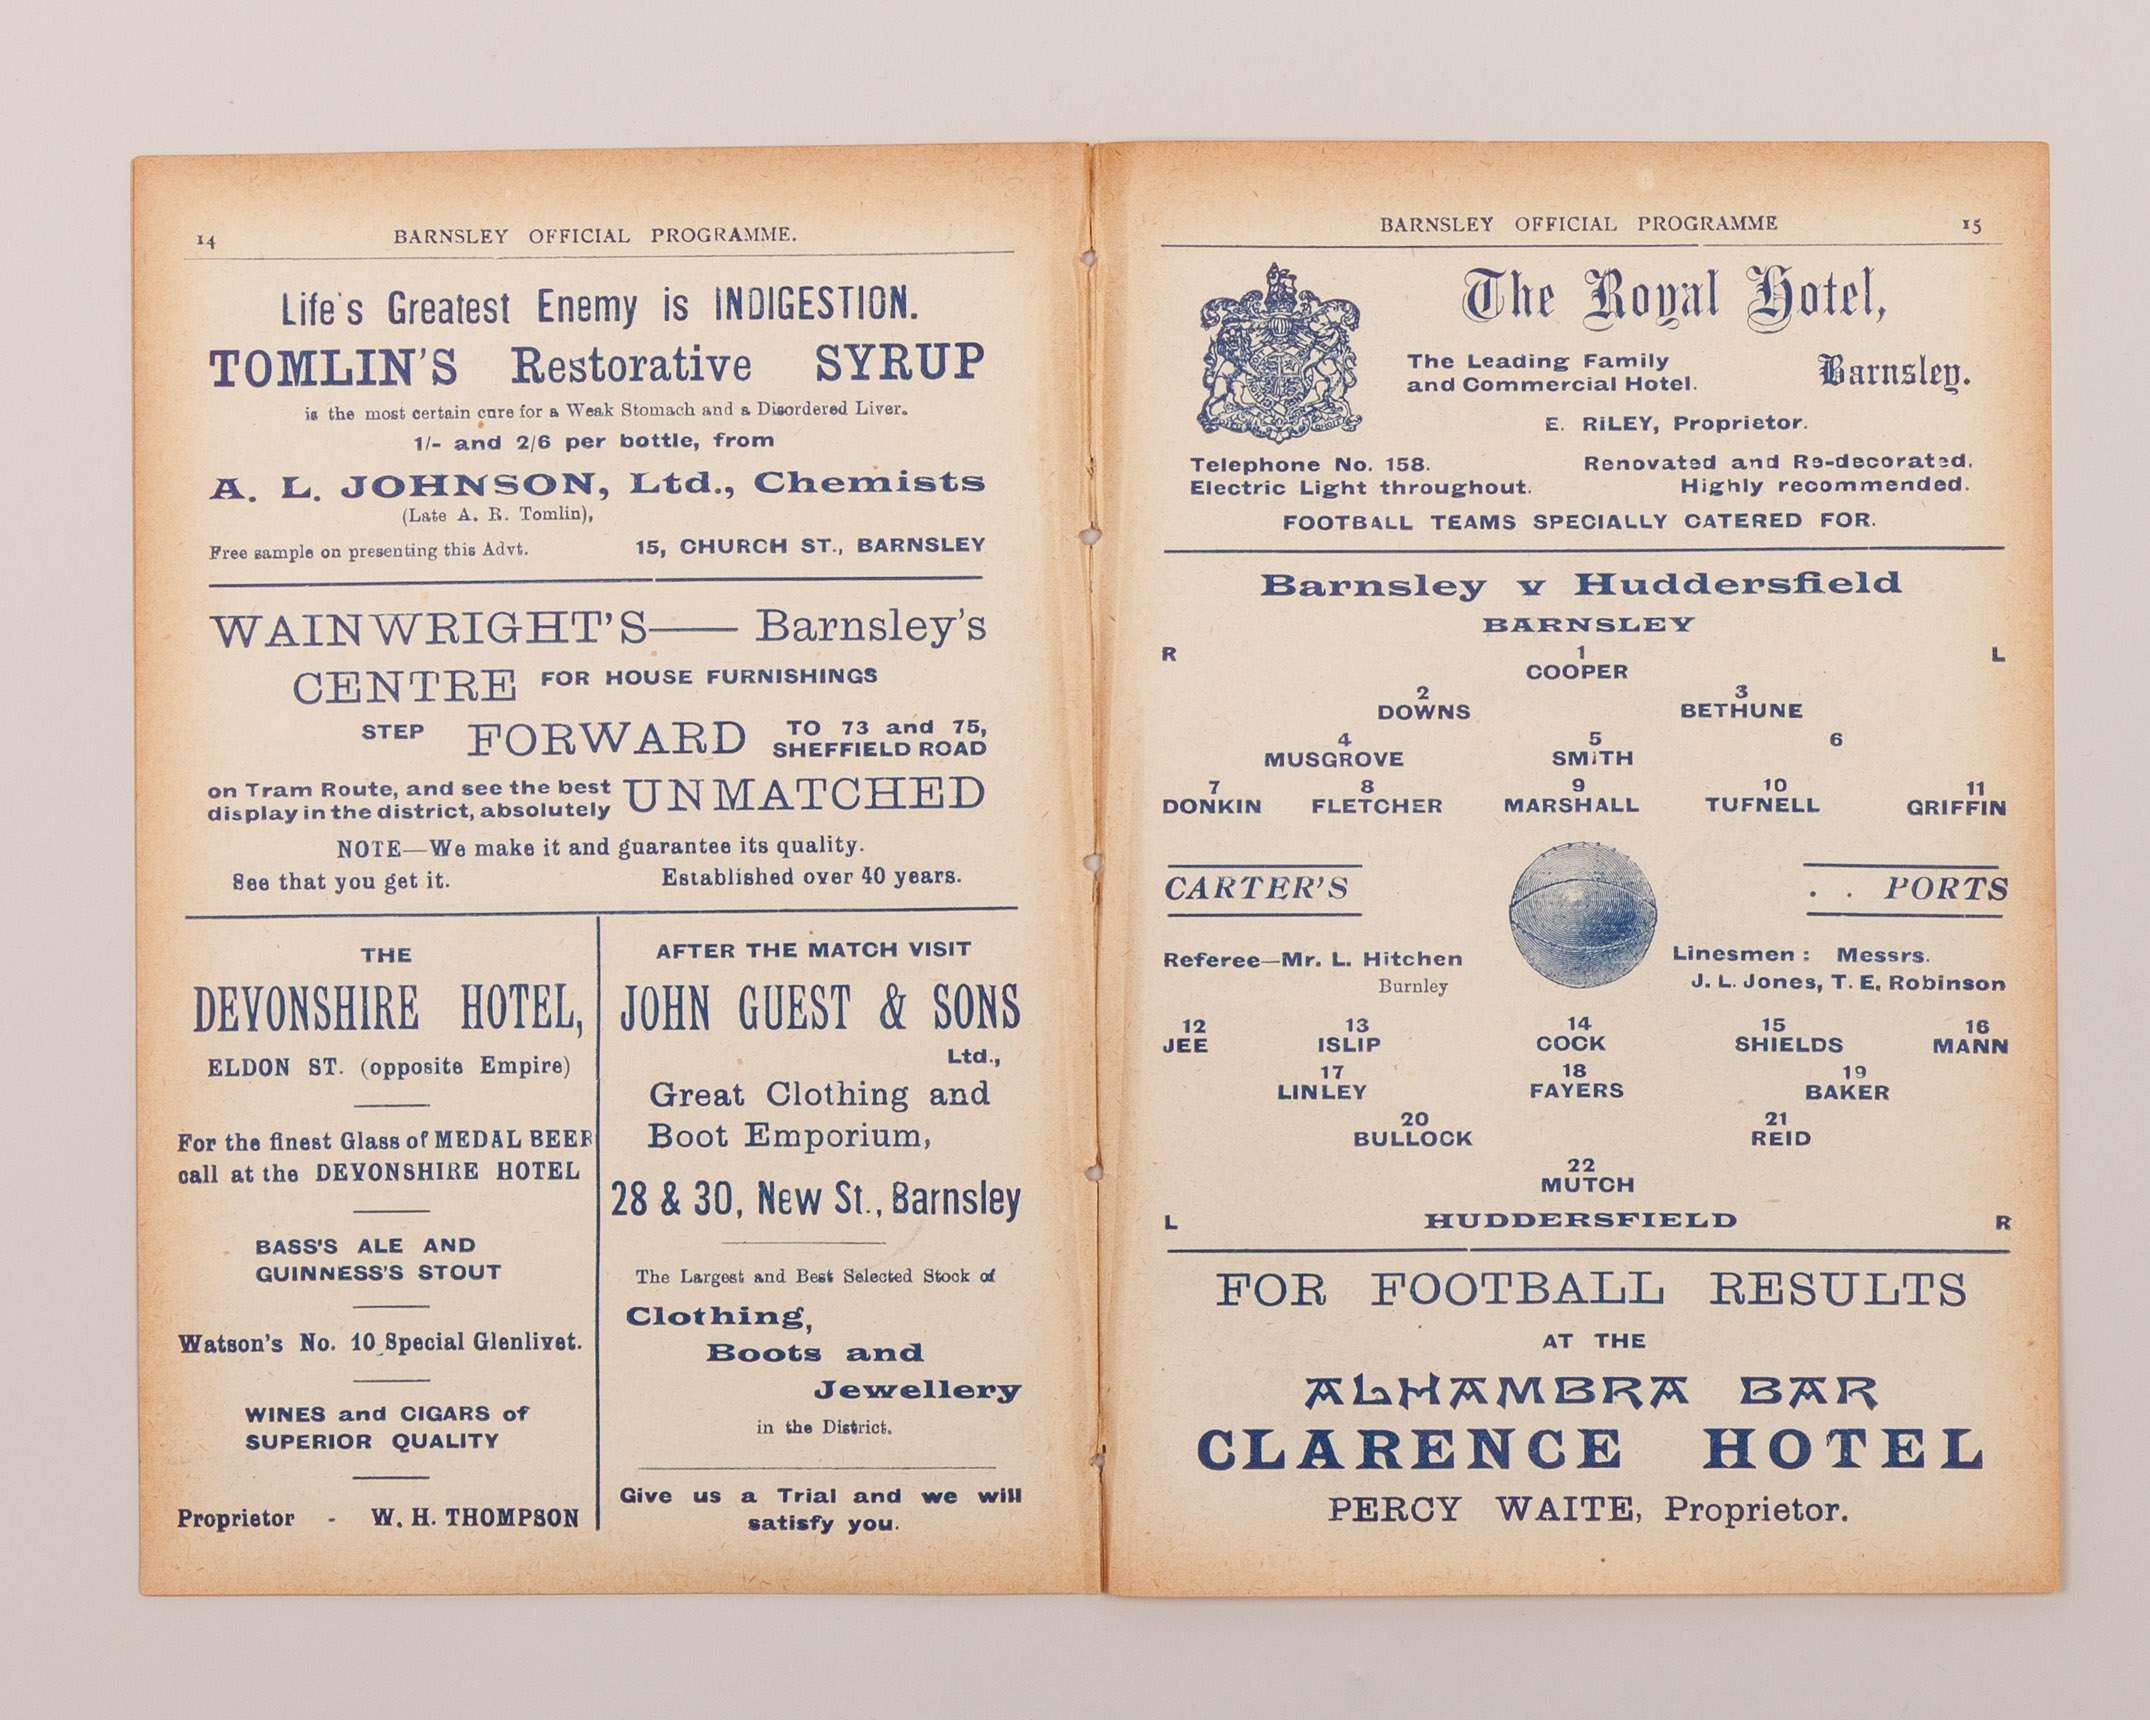 14 BARNSLEY OFFICIAL PROGRAMME.
Life's Greatest Enemy is INDIGESTION.
TOMLIN'S Restorative SYRUP
is the most certain cure for a Weak Stomach and a Disordered Liver.
1/- and 2/6 per bottle, from
A. L. JOHNSON, Ltd., Chemists
(Late A. R. Tomlin),
Free sample on presenting this Advt. 15, CHURCH ST., BARNSLEY
WAINWRIGHT'S—— Barnsley's
CENTRE FOR HOUSE FURNISHINGS
STEP FORWARD TO 73 and 75,
SHEFFIELD ROAD
on Tram Route, and see the best
display in the district, absolutely UNMATCHED
NOTE—We make it and guarantee its quality.
See that you get it. Established over 40 years.
THE
DEVONSHIRE HOTEL,
ELDON ST. (opposite Empire)
For the finest Glass of MEDAL BEER
call at the DEVONSHIRE HOTEL
BASS'S ALE AND
GUINNESS'S STOUT
Watson's No. 10 Special Glenlivet.
WINES and CIGARS of
SUPERIOR QUALITY
Proprietor - W. H. THOMPSON
AFTER THE MATCH VISIT
JOHN GUEST & SONS
Ltd.,
Great Clothing and
Boot Emporium,
28 & 30, New St., Barnsley
The Largest and Best Selected Stock of
Clothing,
Boots and
Jewellery
in the District.
Give us a Trial and we will
satisfy you.
BARNSLEY OFFICIAL PROGRAMME 15
The Royal Hotel,
The Leading Family
and Commercial Hotel.
Barnsley.
E. RiLEY, Proprietor.
Telephone No. 158. Renovated and Re-decorated.
Electric Light throughout. Highly recommended.
FOOTBALL TEAMS SPECIALLY CATERED FOR.
Barnsley v Huddersfield
BARNSLEY
R 1 L
COOPER
2 3
DOWNS BETHUNE
4 5 6
MUSGROVE SMiTH
7 8 9 10 11
DONKIN FLETCHER MARSHALL TUFNELL GRIFFIN
CARTER'S . . PORTS
Referee—Mr. L. Hitchen
Burnley
Linesmen : Messrs.
J. L. Jones, T. E. Robinson
12 13 14 15 16
JEE ISLIP COCK SHIELDS MANN
17 18 19
LINLEY FAYERS BAKER
20 21
BULLOCK REID
22
MUTCH
L HUDDERSFIELD R
FOR FOOTBALL RESULTS
AT THE
ALHAMBRA BAR
CLARENCE HOTEL
PERCY WAITE, Proprietor.